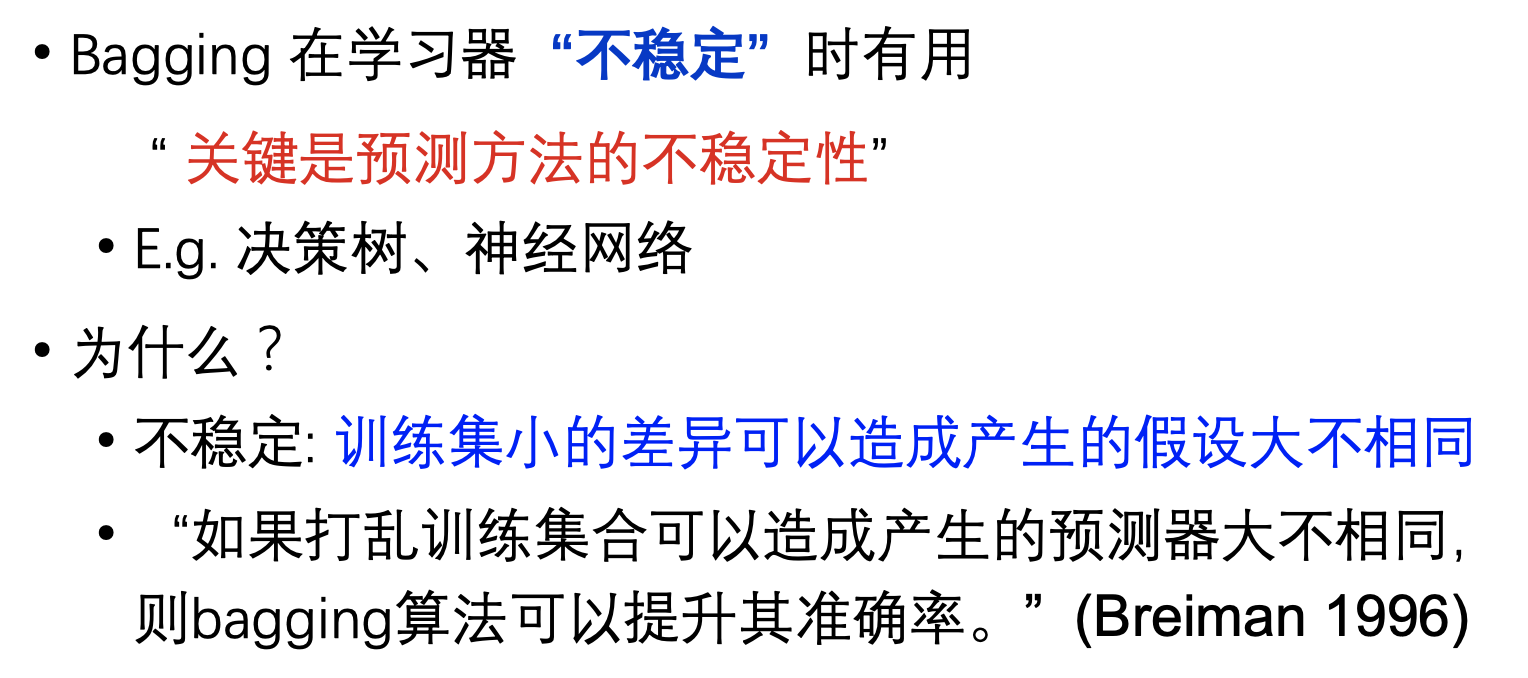 • Bagging 在学习器 “不稳定” 时有用
“ 关键是预测方法的不稳定性”
• E.g. 决策树、神经网络
• 为什么?
• 不稳定: 训练集小的差异可以造成产生的假设大不相同
• “如果打乱训练集合可以造成产生的预测器大不相同,
则bagging算法可以提升其准确率。” (Breiman 1996)